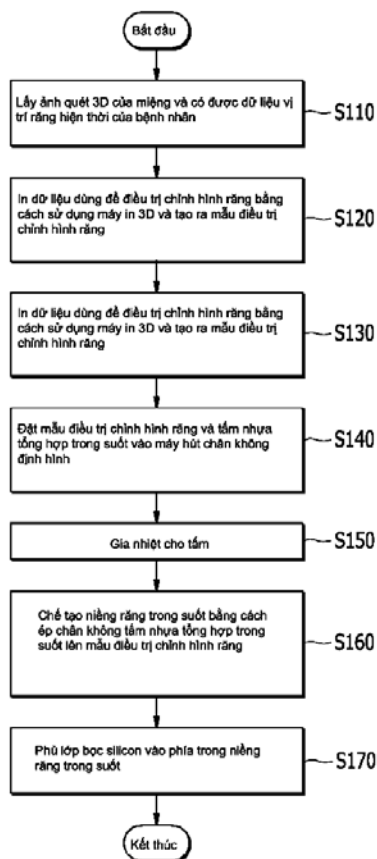 Bắt đầu
Lấy ảnh quét 3D của miệng và có được dữ liệu vị
trí răng hiện thời của bệnh nhân
S110
In dữ liệu dùng để điều trị chỉnh hình răng bằng
cách sử dụng máy in 3D và tạo ra mẫu điều trị
chỉnh hình răng
S120
In dữ liệu dùng để điều trị chỉnh hình răng bằng
cách sử dụng máy in 3D và tạo ra mẫu điều trị
chỉnh hình răng
S130
Đặt mẫu điều trị chỉnh hình răng và tấm nhựa
tổng hợp trong suốt vào máy hút chân không
định hình
S140
Gia nhiệt cho tấm
S150
Chế tạo niềng răng trong suốt bằng cách
ép chân không tấm nhựa tổng hợp trong
suốt lên mẫu điều trị chỉnh hình răng
S160
Phủ lớp bọc silicon vào phía trong niềng
răng trong suốt
S170
Kết thúc